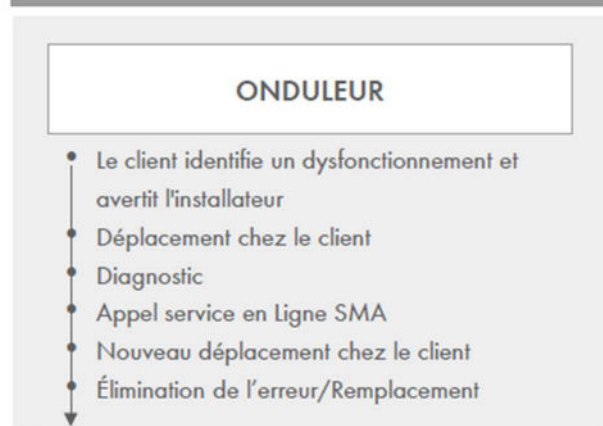 ONDULEUR
Le client identifie un dysfonctionnement et
avertit l'installateur
Déplacement chez le client
Diagnostic
Appel service en Ligne SMA
Nouveau déplacement chez le client
Élimination de l’erreur/Remplacement